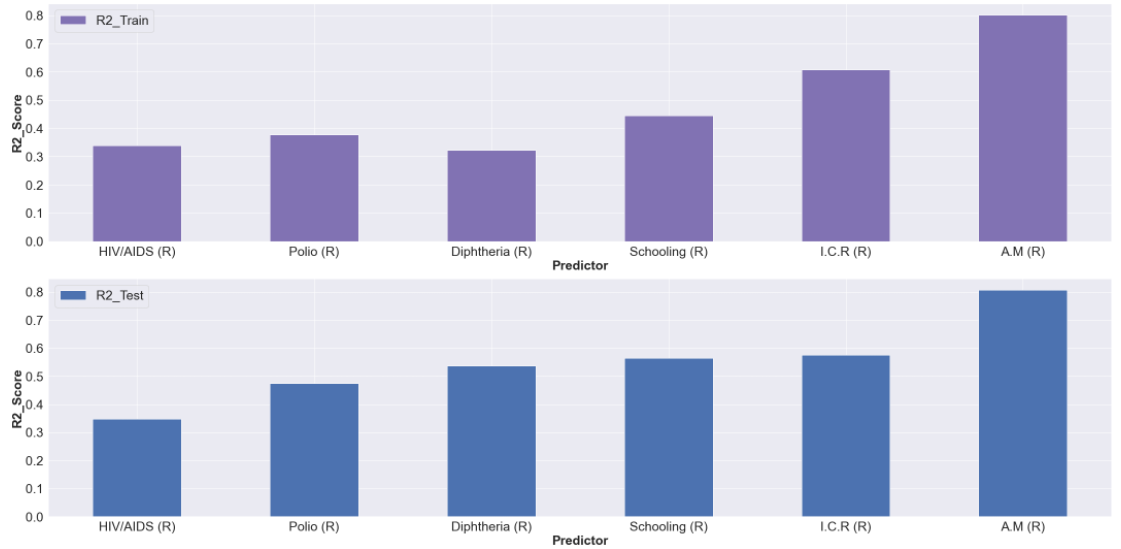 R2_Train
0.8
0.7
0.6
0.5
0.4
0.3
0.2
0.1
0.0
R2_Score
HIV/AIDS (R) Polio (R) Diphtheria (R) Schooling (R) I.C.R (R) A.M (R)
Predictor
R2_Test
0.8
0.7
0.6
0.5
0.4
0.3
0.2
0.1
0.0
R2_Score
HIV/AIDS (R) Polio (R) Diphtheria (R) Schooling (R) I.C.R (R) A.M (R)
Predictor